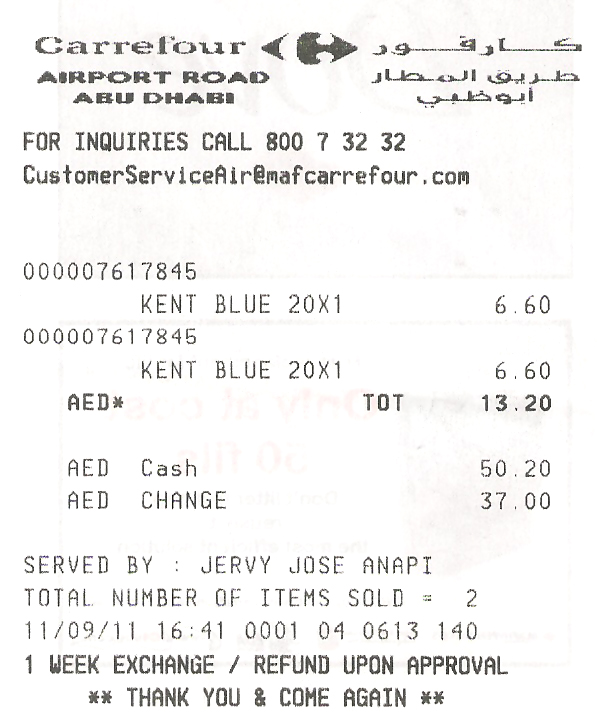 Carrefour كارفور
AIRPORT ROAD طريق المطار
ABU DHABI أبوظبي
FOR INQUIRIES CALL 800 7 32 32
CustomerServiceAir@mafcarrefour.com
000007617845
KENT BLUE 20X1 6.60
000007617845
KENT BLUE 20X1 6.60
AED* TOT 13.20
AED Cash 50.20
AED CHANGE 37.00
SERVED BY : JERVY JOSE ANAPI
TOTAL NUMBER OF ITEMS SOLD = 2
11/09/11 16:41 0001 04 0613 140
1 WEEK EXCHANGE / REFUND UPON APPROVAL
** THANK YOU & COME AGAIN **